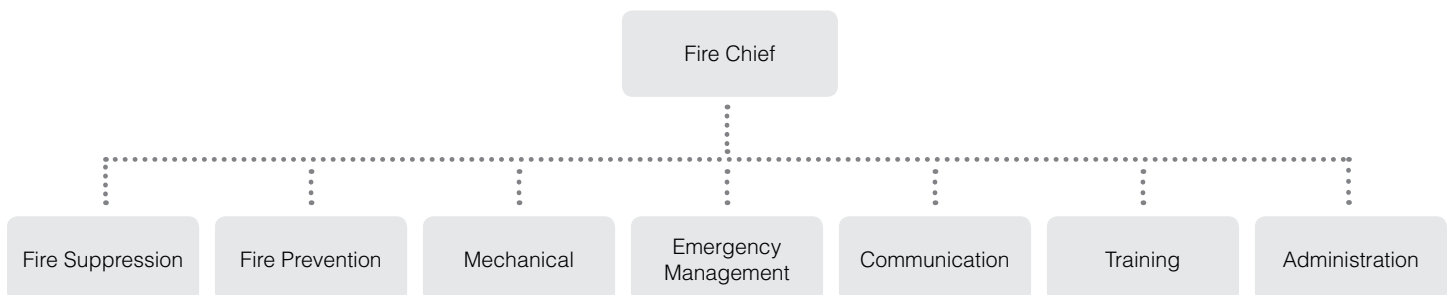 Fire Chief
Fire Suppression
Fire Prevention
Mechanical
Emergency
Management
Communication
Training
Administration